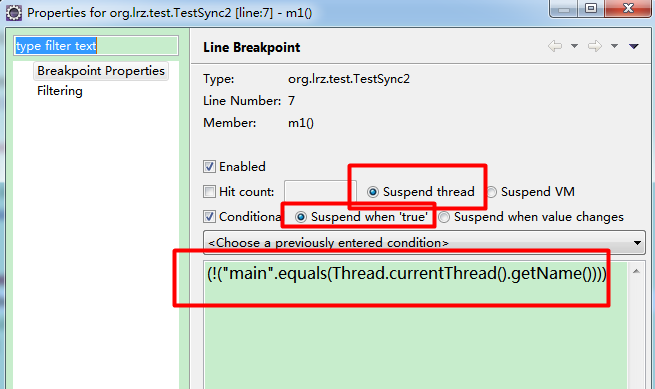 Properties for org.lrz.test.TestSync2 [line:7] - m1()
type filter text
Breakpoint Properties
Filtering
Line Breakpoint
Type: org.lrz.test.TestSync2
Line Number: 7
Member: m1()
Enabled
Hit count: Suspend thread Suspend VM
Conditiona Suspend when 'true' Suspend when value changes
<Choose a previously entered condition>
(!("main".equals(Thread.currentThread().getName())))